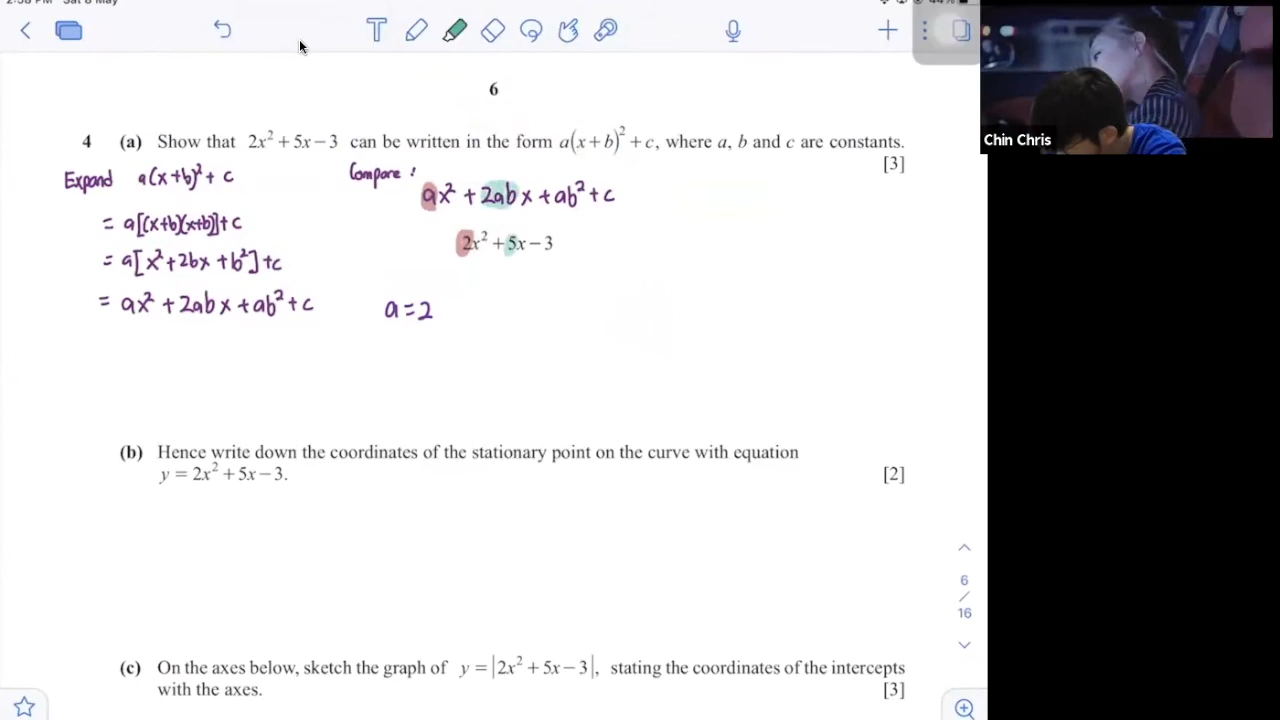 6
4 (a) Show that 2x² + 5x − 3 can be written in the form a(x+b)² + c, where a, b and c are constants.
[3]
Expand a(x+b)² + c
= a[(x+b)(x+b)]+c
= a[x²+2bx+b²]+c
= ax²+2abx+ab²+c
Compare :
ax² + 2abx + ab² + c
2x² + 5x − 3
a=2
(b) Hence write down the coordinates of the stationary point on the curve with equation
y = 2x² + 5x − 3. [2]
(c) On the axes below, sketch the graph of y = |2x² + 5x − 3|, stating the coordinates of the intercepts
with the axes. [3]
6
/
16
Chin Chris